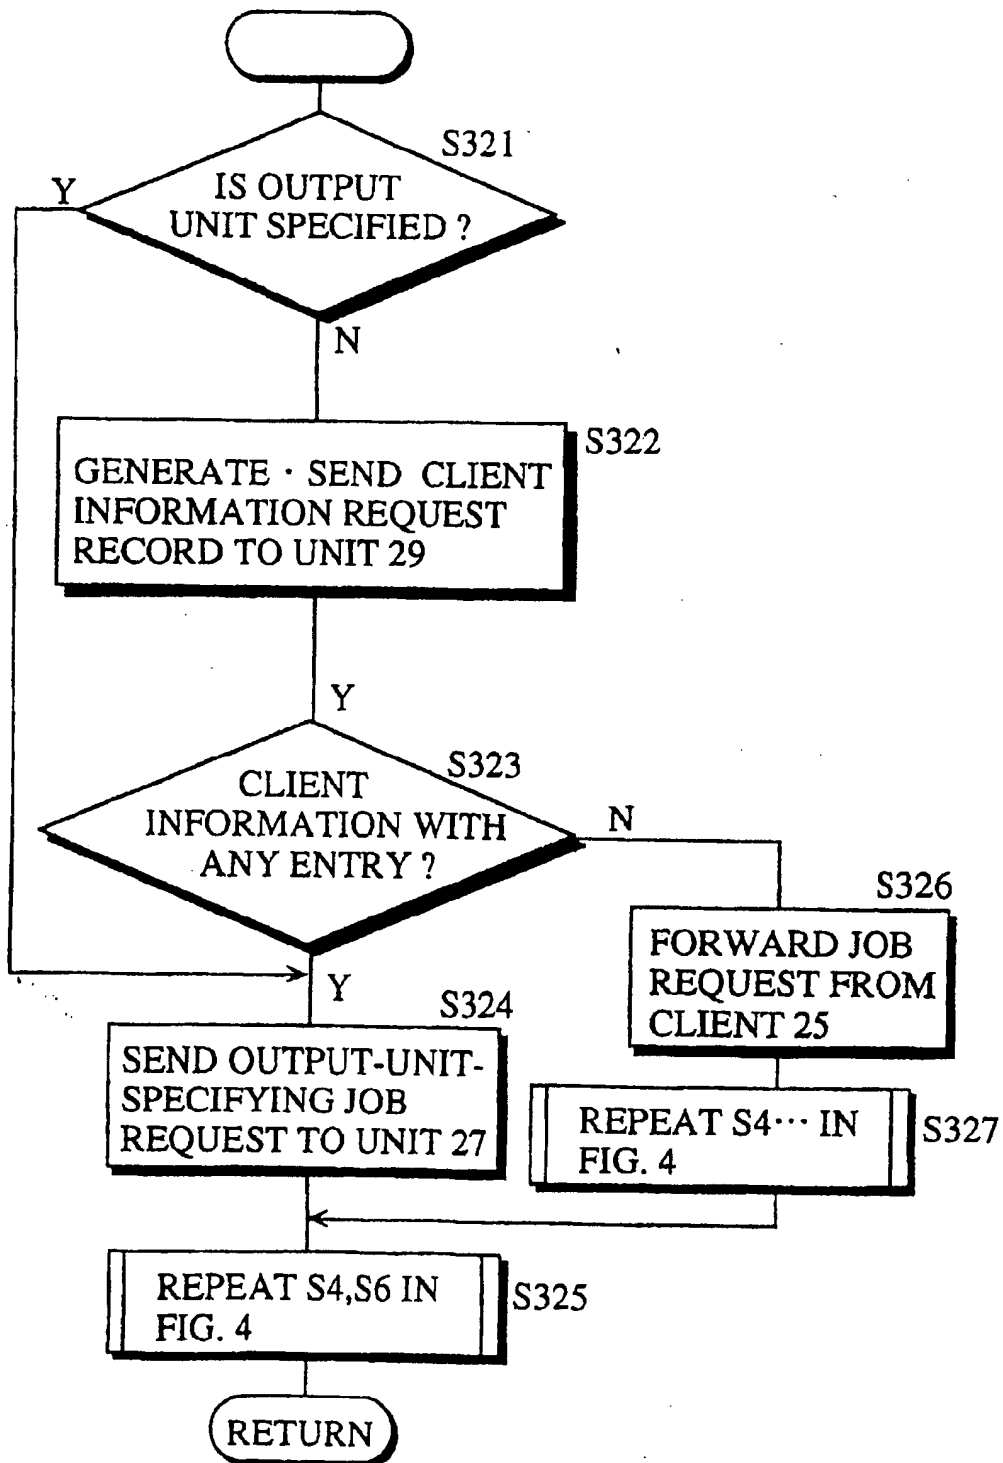 S321
Y
IS OUTPUT
UNIT SPECIFIED ?
N
S322
GENERATE · SEND CLIENT
INFORMATION REQUEST
RECORD TO UNIT 29
Y
S323
CLIENT
INFORMATION WITH
ANY ENTRY ?
N
S326
FORWARD JOB
REQUEST FROM
CLIENT 25
Y
S324
SEND OUTPUT-UNIT-
SPECIFYING JOB
REQUEST TO UNIT 27
REPEAT S4··· IN
FIG. 4
S327
REPEAT S4,S6 IN
FIG. 4
S325
RETURN